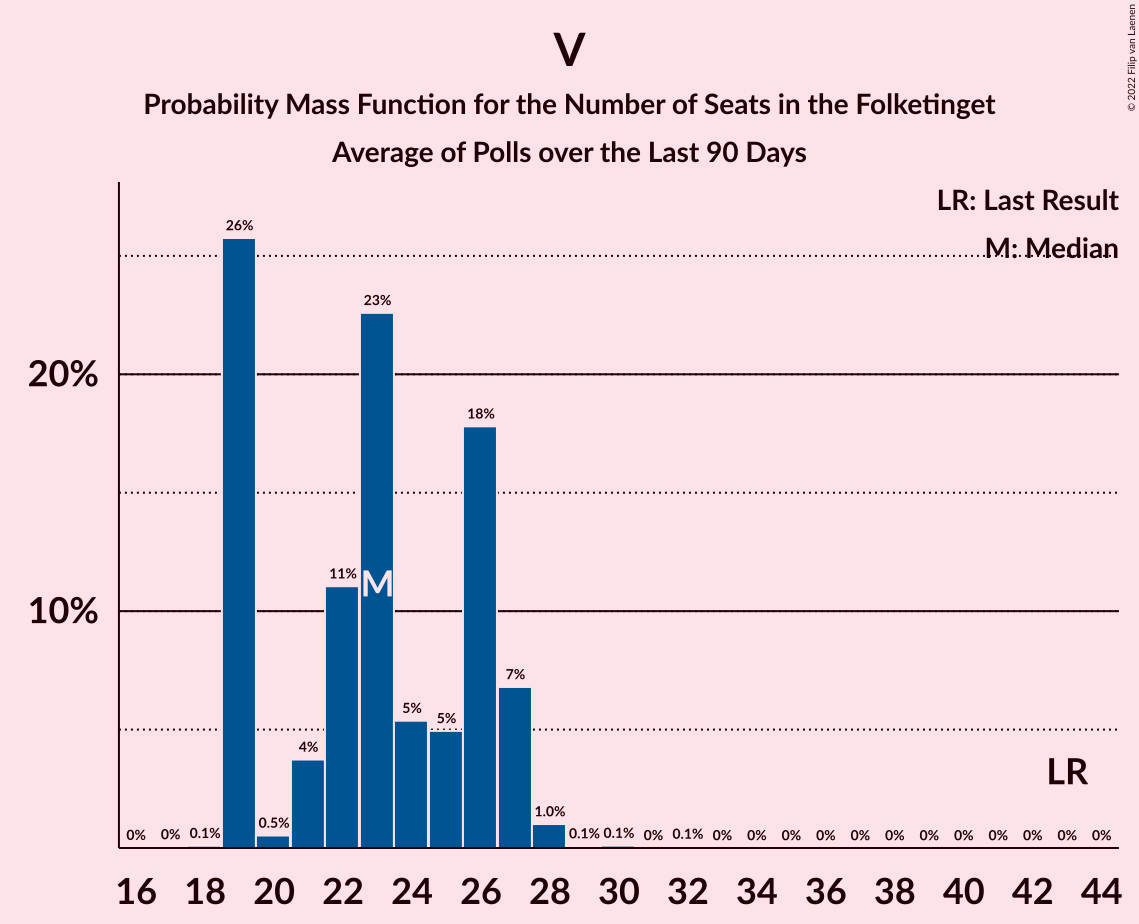 V
Probability Mass Function for the Number of Seats in the Folketinget
Average of Polls over the Last 90 Days
© 2022 Filip van Laenen
LR: Last Result
M: Median
26%
23%
20%
18%
11%
M
10%
7%
5%
5%
4%
LR
1.0%
0.5%
0% 0% 0.1% 0.1% 0.1% 0% 0.1% 0% 0% 0% 0% 0% 0% 0% 0% 0% 0% 0% 0%
16 18 20 22 24 26 28 30 32 34 36 38 40 42 44